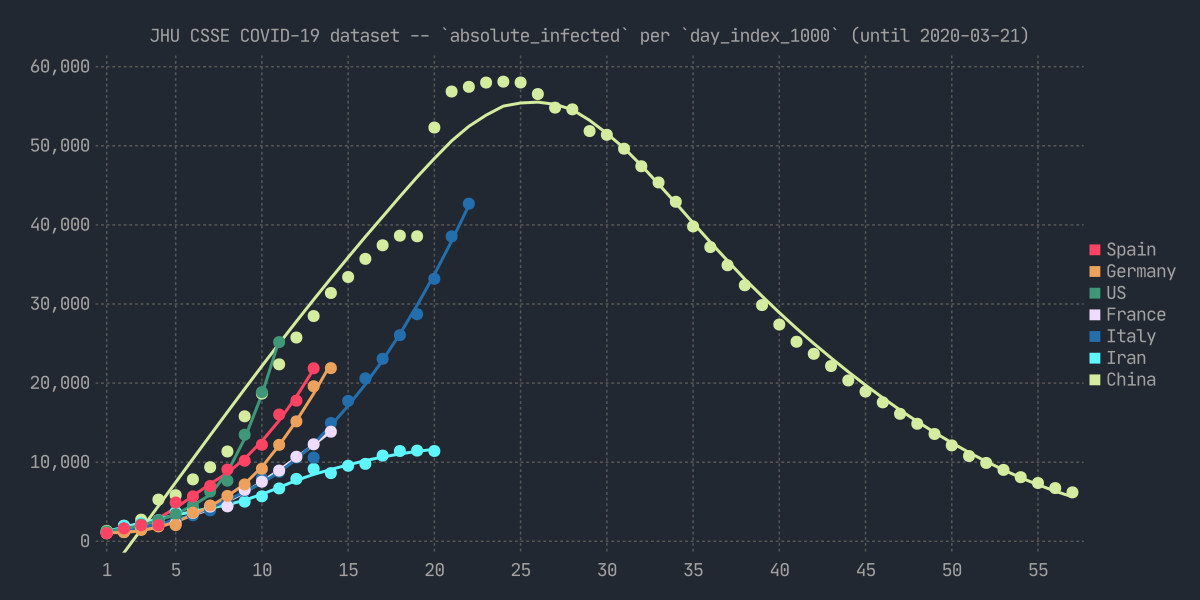 JHU CSSE COVID-19 dataset -- `absolute_infected` per `day_index_1000` (until 2020-03-21)
60,000
50,000
40,000
30,000
20,000
10,000
0
1 5 10 15 20 25 30 35 40 45 50 55
Spain
Germany
US
France
Italy
Iran
China